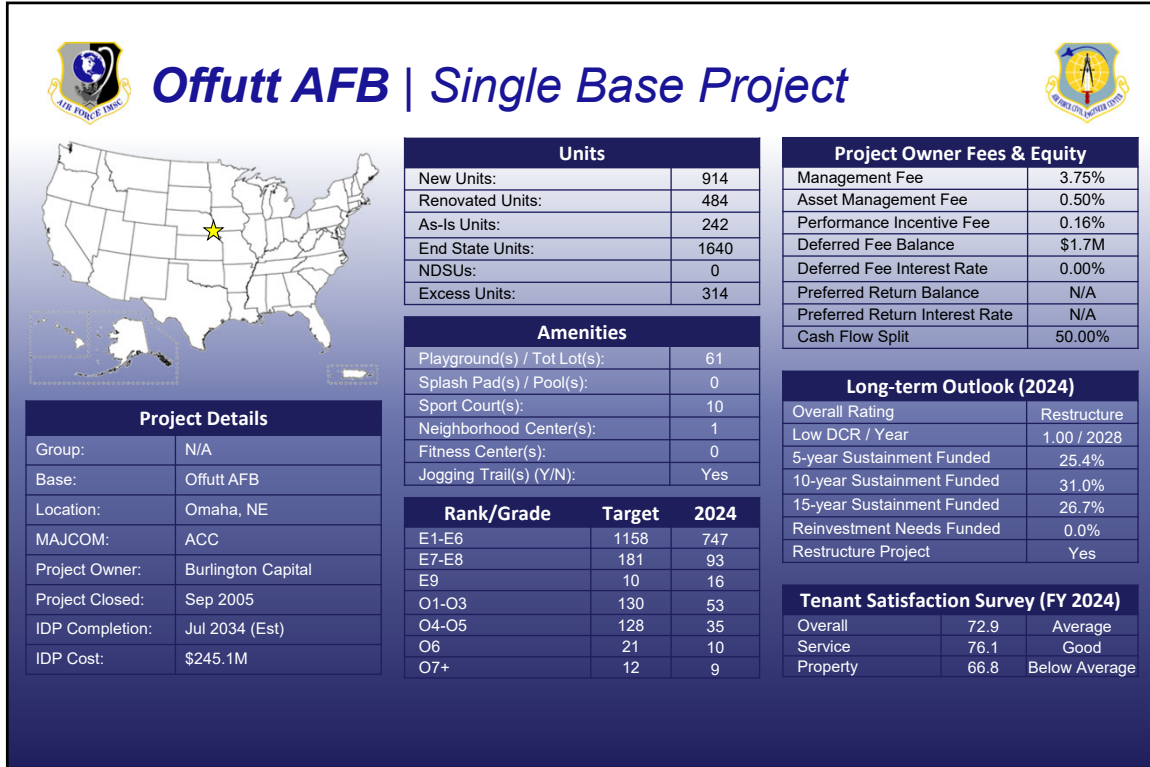 AIR FORCE IMSC
Offutt AFB | Single Base Project
AIR FORCE CIVIL ENGINEER CENTER
Project Details
Group: N/A
Base: Offutt AFB
Location: Omaha, NE
MAJCOM: ACC
Project Owner: Burlington Capital
Project Closed: Sep 2005
IDP Completion: Jul 2034 (Est)
IDP Cost: $245.1M
Units
New Units: 914
Renovated Units: 484
As-Is Units: 242
End State Units: 1640
NDSUs: 0
Excess Units: 314
Amenities
Playground(s) / Tot Lot(s): 61
Splash Pad(s) / Pool(s): 0
Sport Court(s): 10
Neighborhood Center(s): 1
Fitness Center(s): 0
Jogging Trail(s) (Y/N): Yes
Rank/Grade Target 2024
E1-E6 1158 747
E7-E8 181 93
E9 10 16
O1-O3 130 53
O4-O5 128 35
O6 21 10
O7+ 12 9
Project Owner Fees & Equity
Management Fee 3.75%
Asset Management Fee 0.50%
Performance Incentive Fee 0.16%
Deferred Fee Balance $1.7M
Deferred Fee Interest Rate 0.00%
Preferred Return Balance N/A
Preferred Return Interest Rate N/A
Cash Flow Split 50.00%
Long-term Outlook (2024)
Overall Rating Restructure
Low DCR / Year 1.00 / 2028
5-year Sustainment Funded 25.4%
10-year Sustainment Funded 31.0%
15-year Sustainment Funded 26.7%
Reinvestment Needs Funded 0.0%
Restructure Project Yes
Tenant Satisfaction Survey (FY 2024)
Overall 72.9 Average
Service 76.1 Good
Property 66.8 Below Average